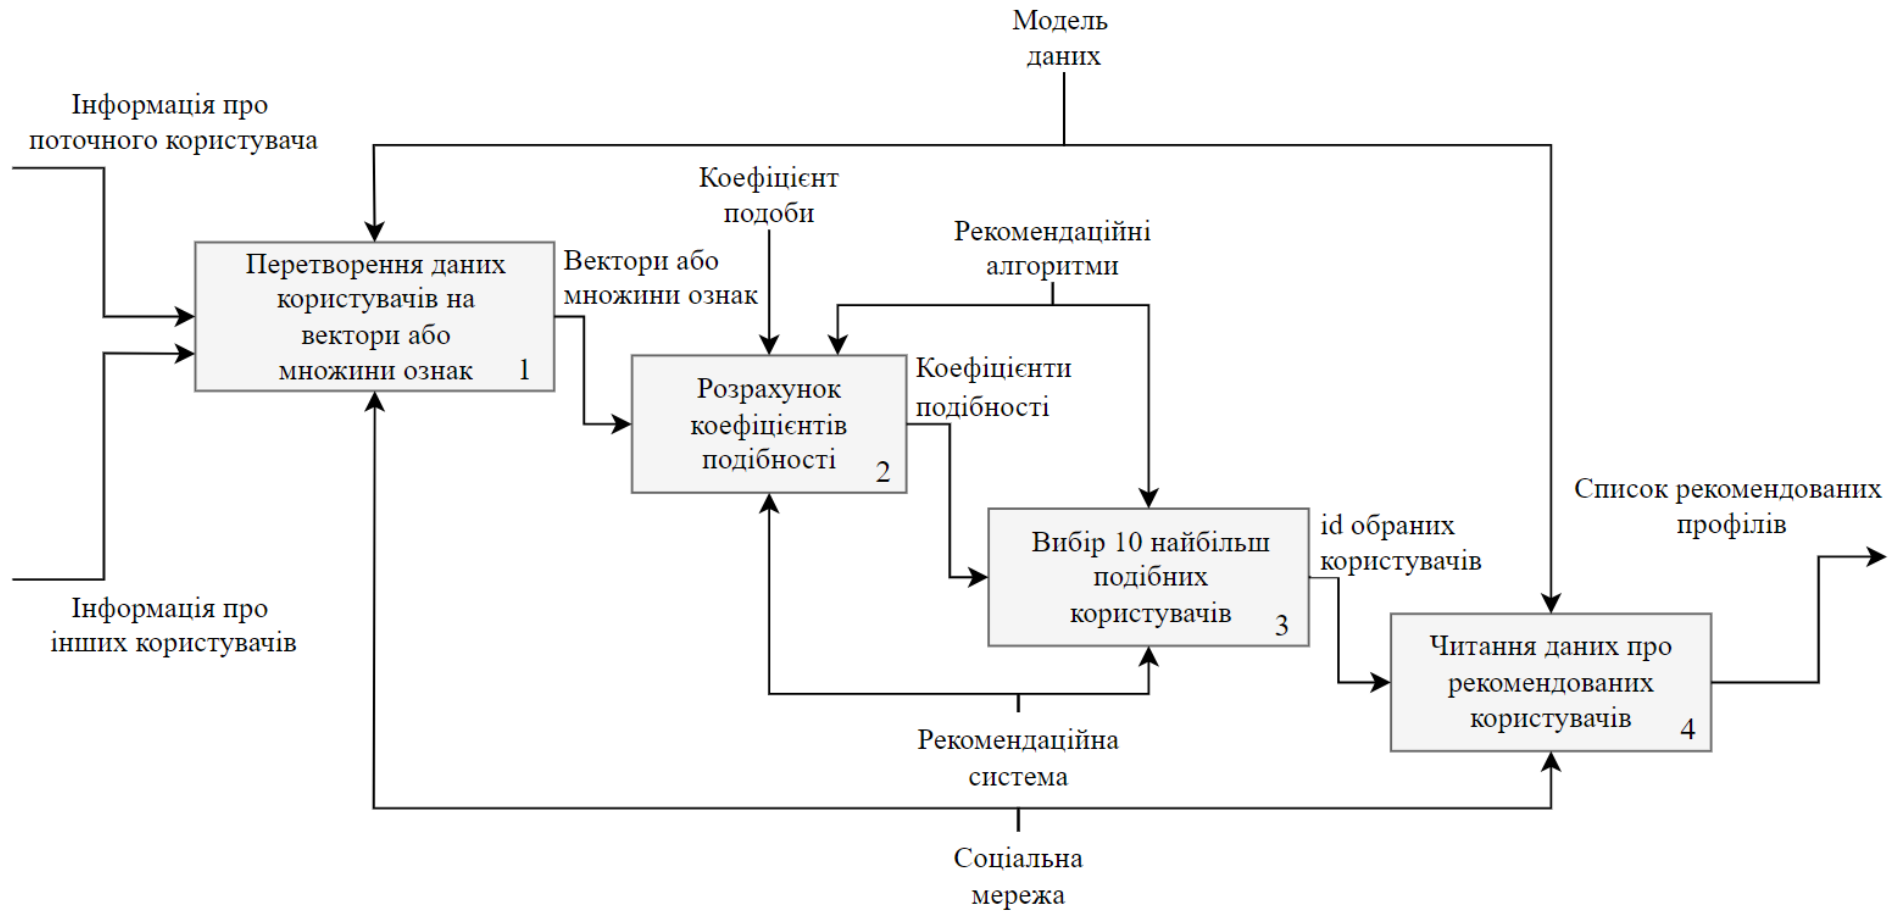 Модель
даних
Інформація про
поточного користувача
Коефіцієнт
подоби
Рекомендаційні
алгоритми
Перетворення даних
користувачів на
вектори або
множини ознак
1
Вектори або
множини ознак
Розрахунок
коефіцієнтів
подібності
2
Коефіцієнти
подібності
Вибір 10 найбільш
подібних
користувачів
3
id обраних
користувачів
Список рекомендованих
профілів
Інформація про
інших користувачів
Читання даних про
рекомендованих
користувачів
4
Рекомендаційна
система
Соціальна
мережа